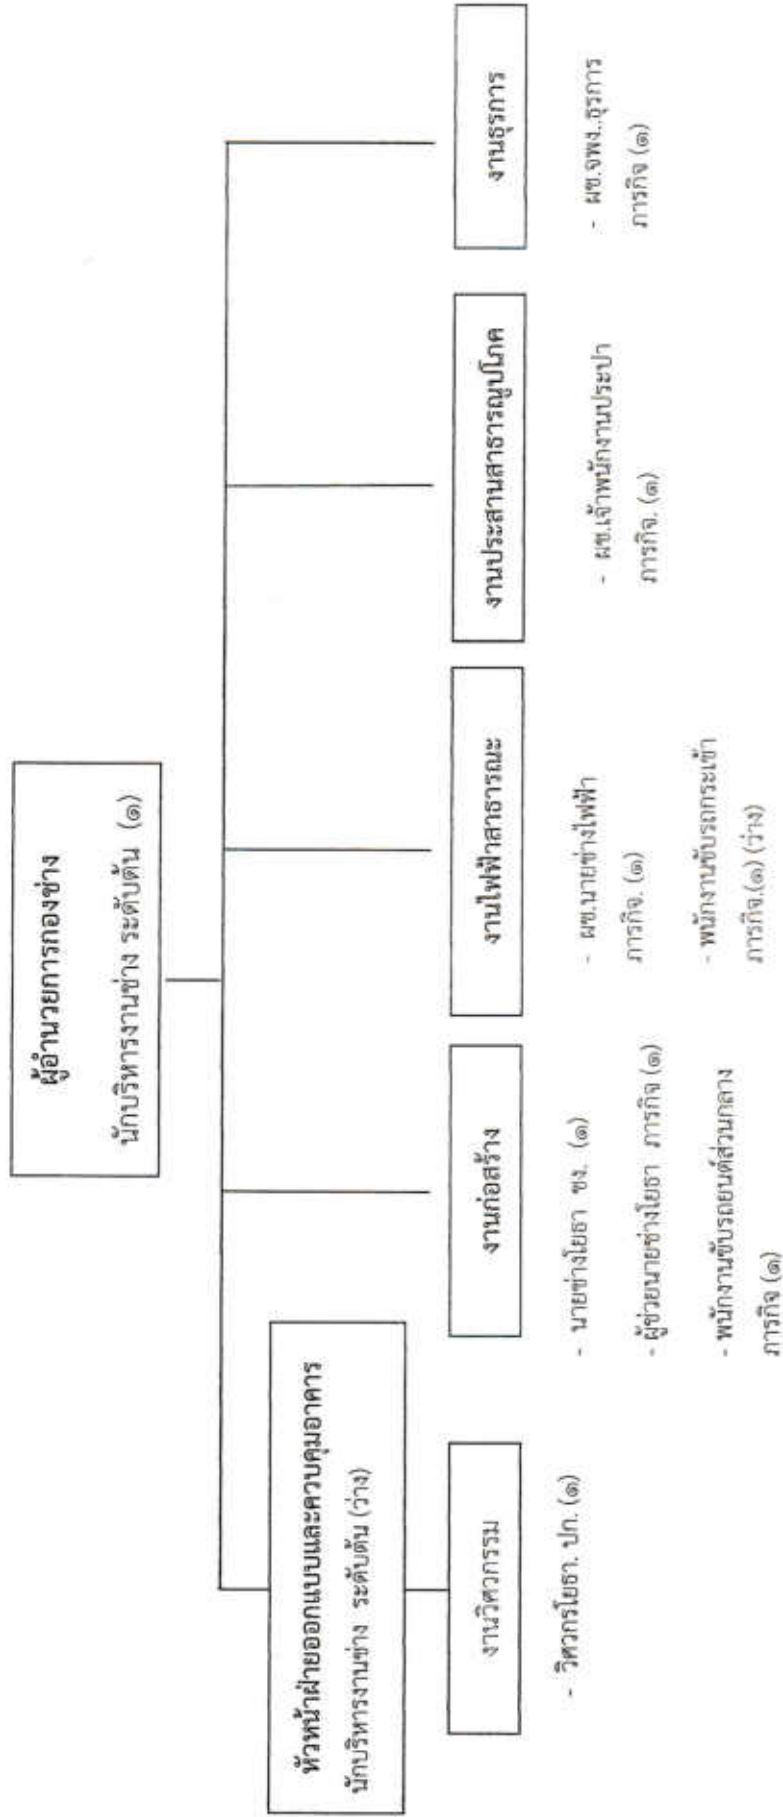 ผู้อำนวยการกองช่าง
นักบริหารงานช่าง ระดับต้น (๑)
หัวหน้าฝ่ายออกแบบและควบคุมอาคาร
นักบริหารงานช่าง ระดับต้น (ว่าง)
งานวิศวกรรม
- วิศวกรโยธา. ปก. (๑)
งานก่อสร้าง
- นายช่างโยธา ชง. (๑)
- ผู้ช่วยนายช่างโยธา ภารกิจ (๑)
- พนักงานขับรถยนต์ส่วนกลาง
ภารกิจ (๑)
งานไฟฟ้าสาธารณะ
- ผช.นายช่างไฟฟ้า
ภารกิจ. (๑)
- พนักงานขับรถกระเช้า
ภารกิจ.(๑) (ว่าง)
งานประสานสาธารณูปโภค
- ผช.เจ้าพนักงานประปา
ภารกิจ. (๑)
งานธุรการ
- ผช.จพง..ธุรการ
ภารกิจ (๑)